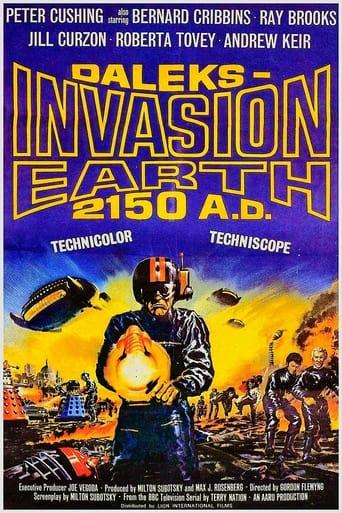 PETER CUSHING also starring BERNARD CRIBBINS · RAY BROOKS
JILL CURZON · ROBERTA TOVEY · ANDREW KEIR
DALEKS–
INVASION
EARTH
2150 A.D.
TECHNICOLOR TECHNISCOPE
Executive Producer JOE VEGODA · Produced by MILTON SUBOTSKY and MAX J. ROSENBERG · Directed by GORDON FLEMYNG
Screenplay by MILTON SUBOTSKY · From the BBC Television Serial by TERRY NATION · AN AARU PRODUCTION
Distributed by LION INTERNATIONAL FILMS